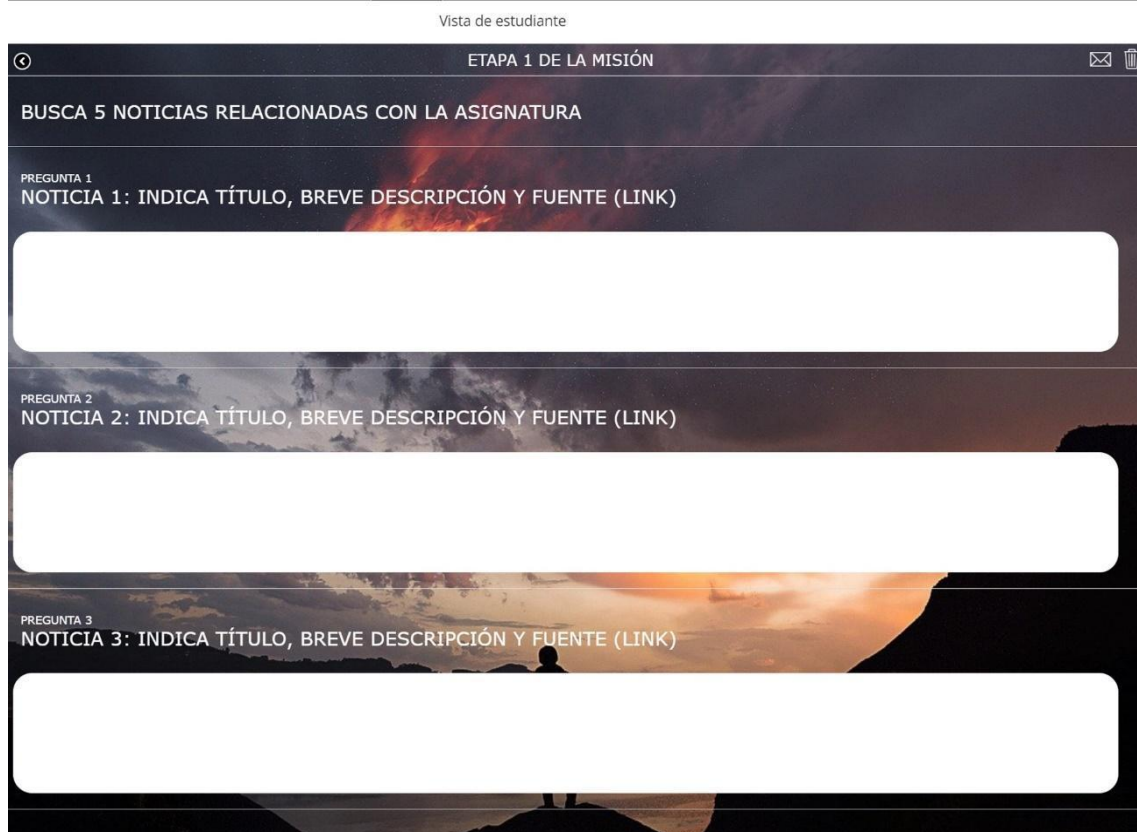 Vista de estudiante
ETAPA 1 DE LA MISIÓN
BUSCA 5 NOTICIAS RELACIONADAS CON LA ASIGNATURA
PREGUNTA 1
NOTICIA 1: INDICA TÍTULO, BREVE DESCRIPCIÓN Y FUENTE (LINK)
PREGUNTA 2
NOTICIA 2: INDICA TÍTULO, BREVE DESCRIPCIÓN Y FUENTE (LINK)
PREGUNTA 3
NOTICIA 3: INDICA TÍTULO, BREVE DESCRIPCIÓN Y FUENTE (LINK)